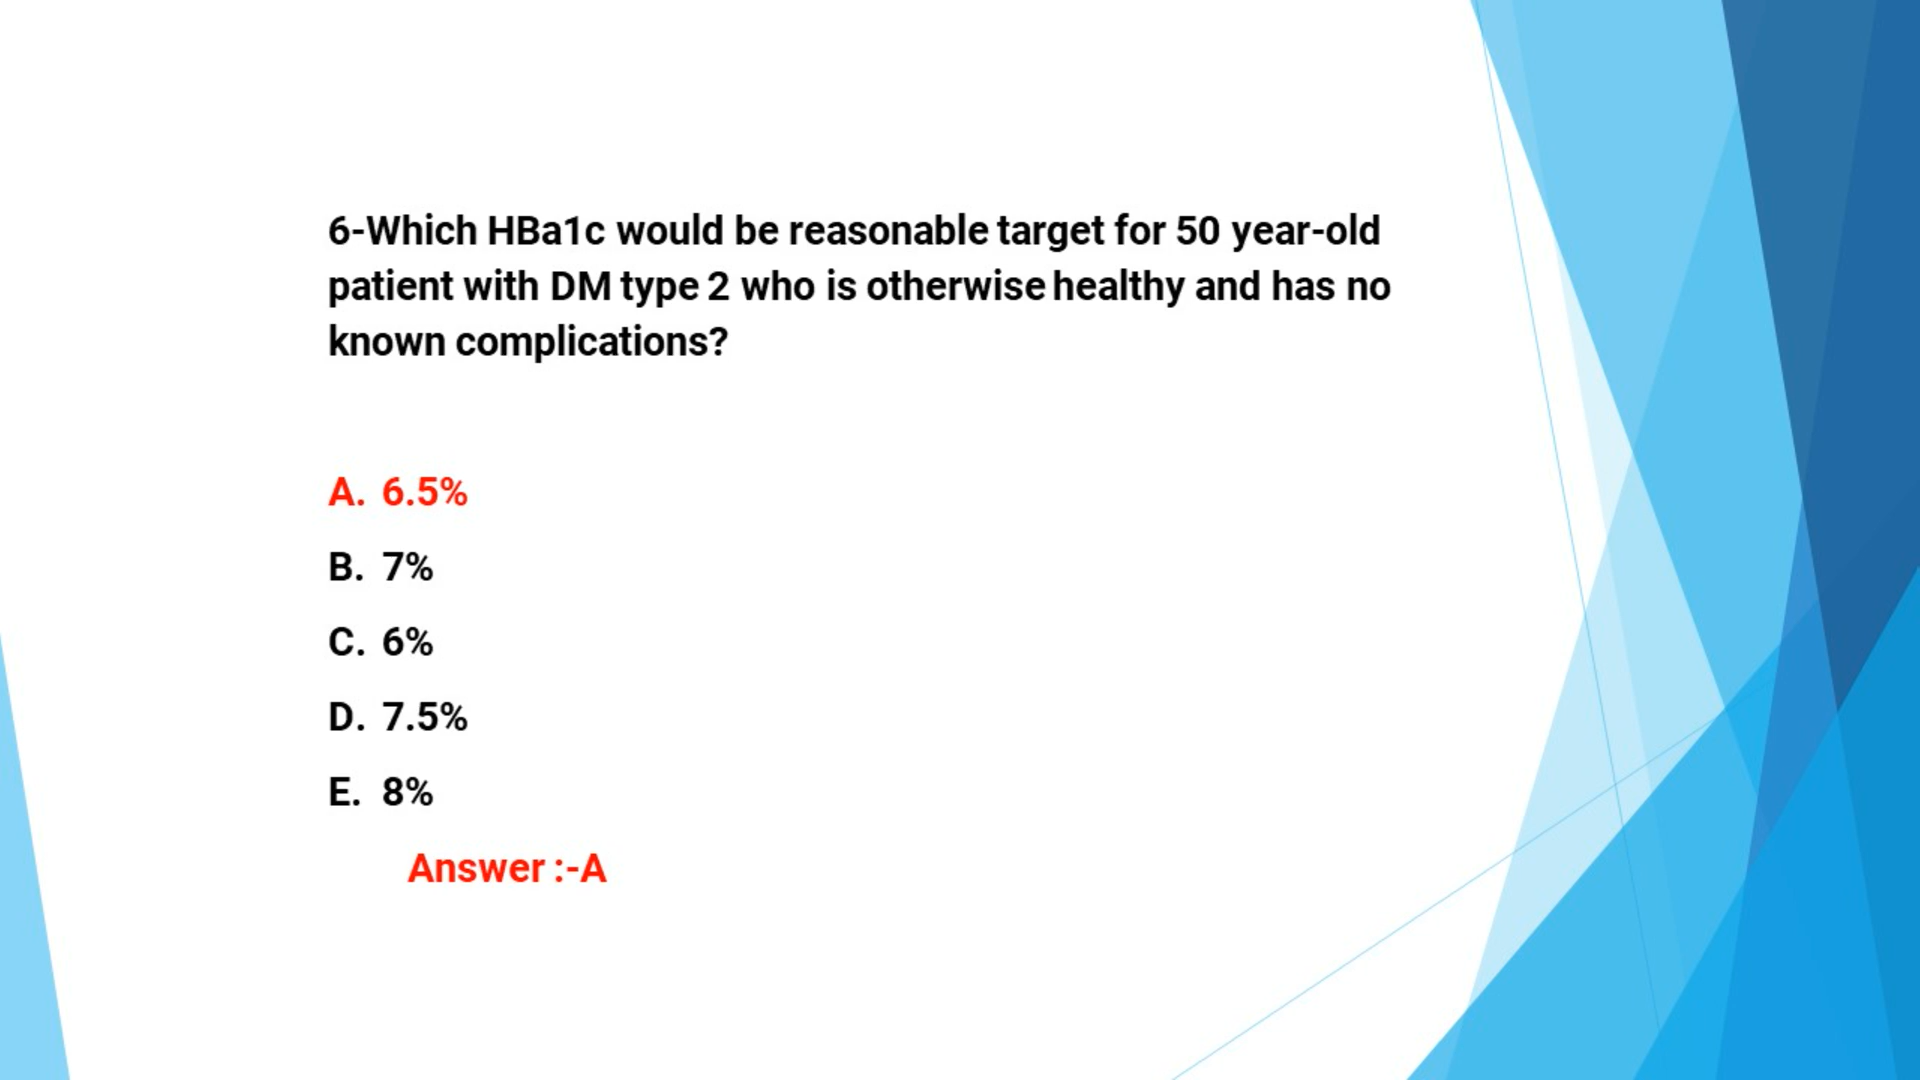 6-Which HBa1c would be reasonable target for 50 year-old
patient with DM type 2 who is otherwise healthy and has no
known complications?
A. 6.5%
B. 7%
C. 6%
D. 7.5%
E. 8%
Answer :-A